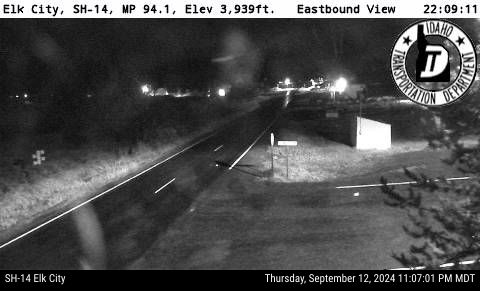 Elk City, SH-14, MP 94.1, Elev 3,939ft. Eastbound View 22:09:11
IDAHO
TRANSPORTATION DEPARTMENT
SH-14 Elk City Thursday, September 12, 2024 11:07:01 PM MDT